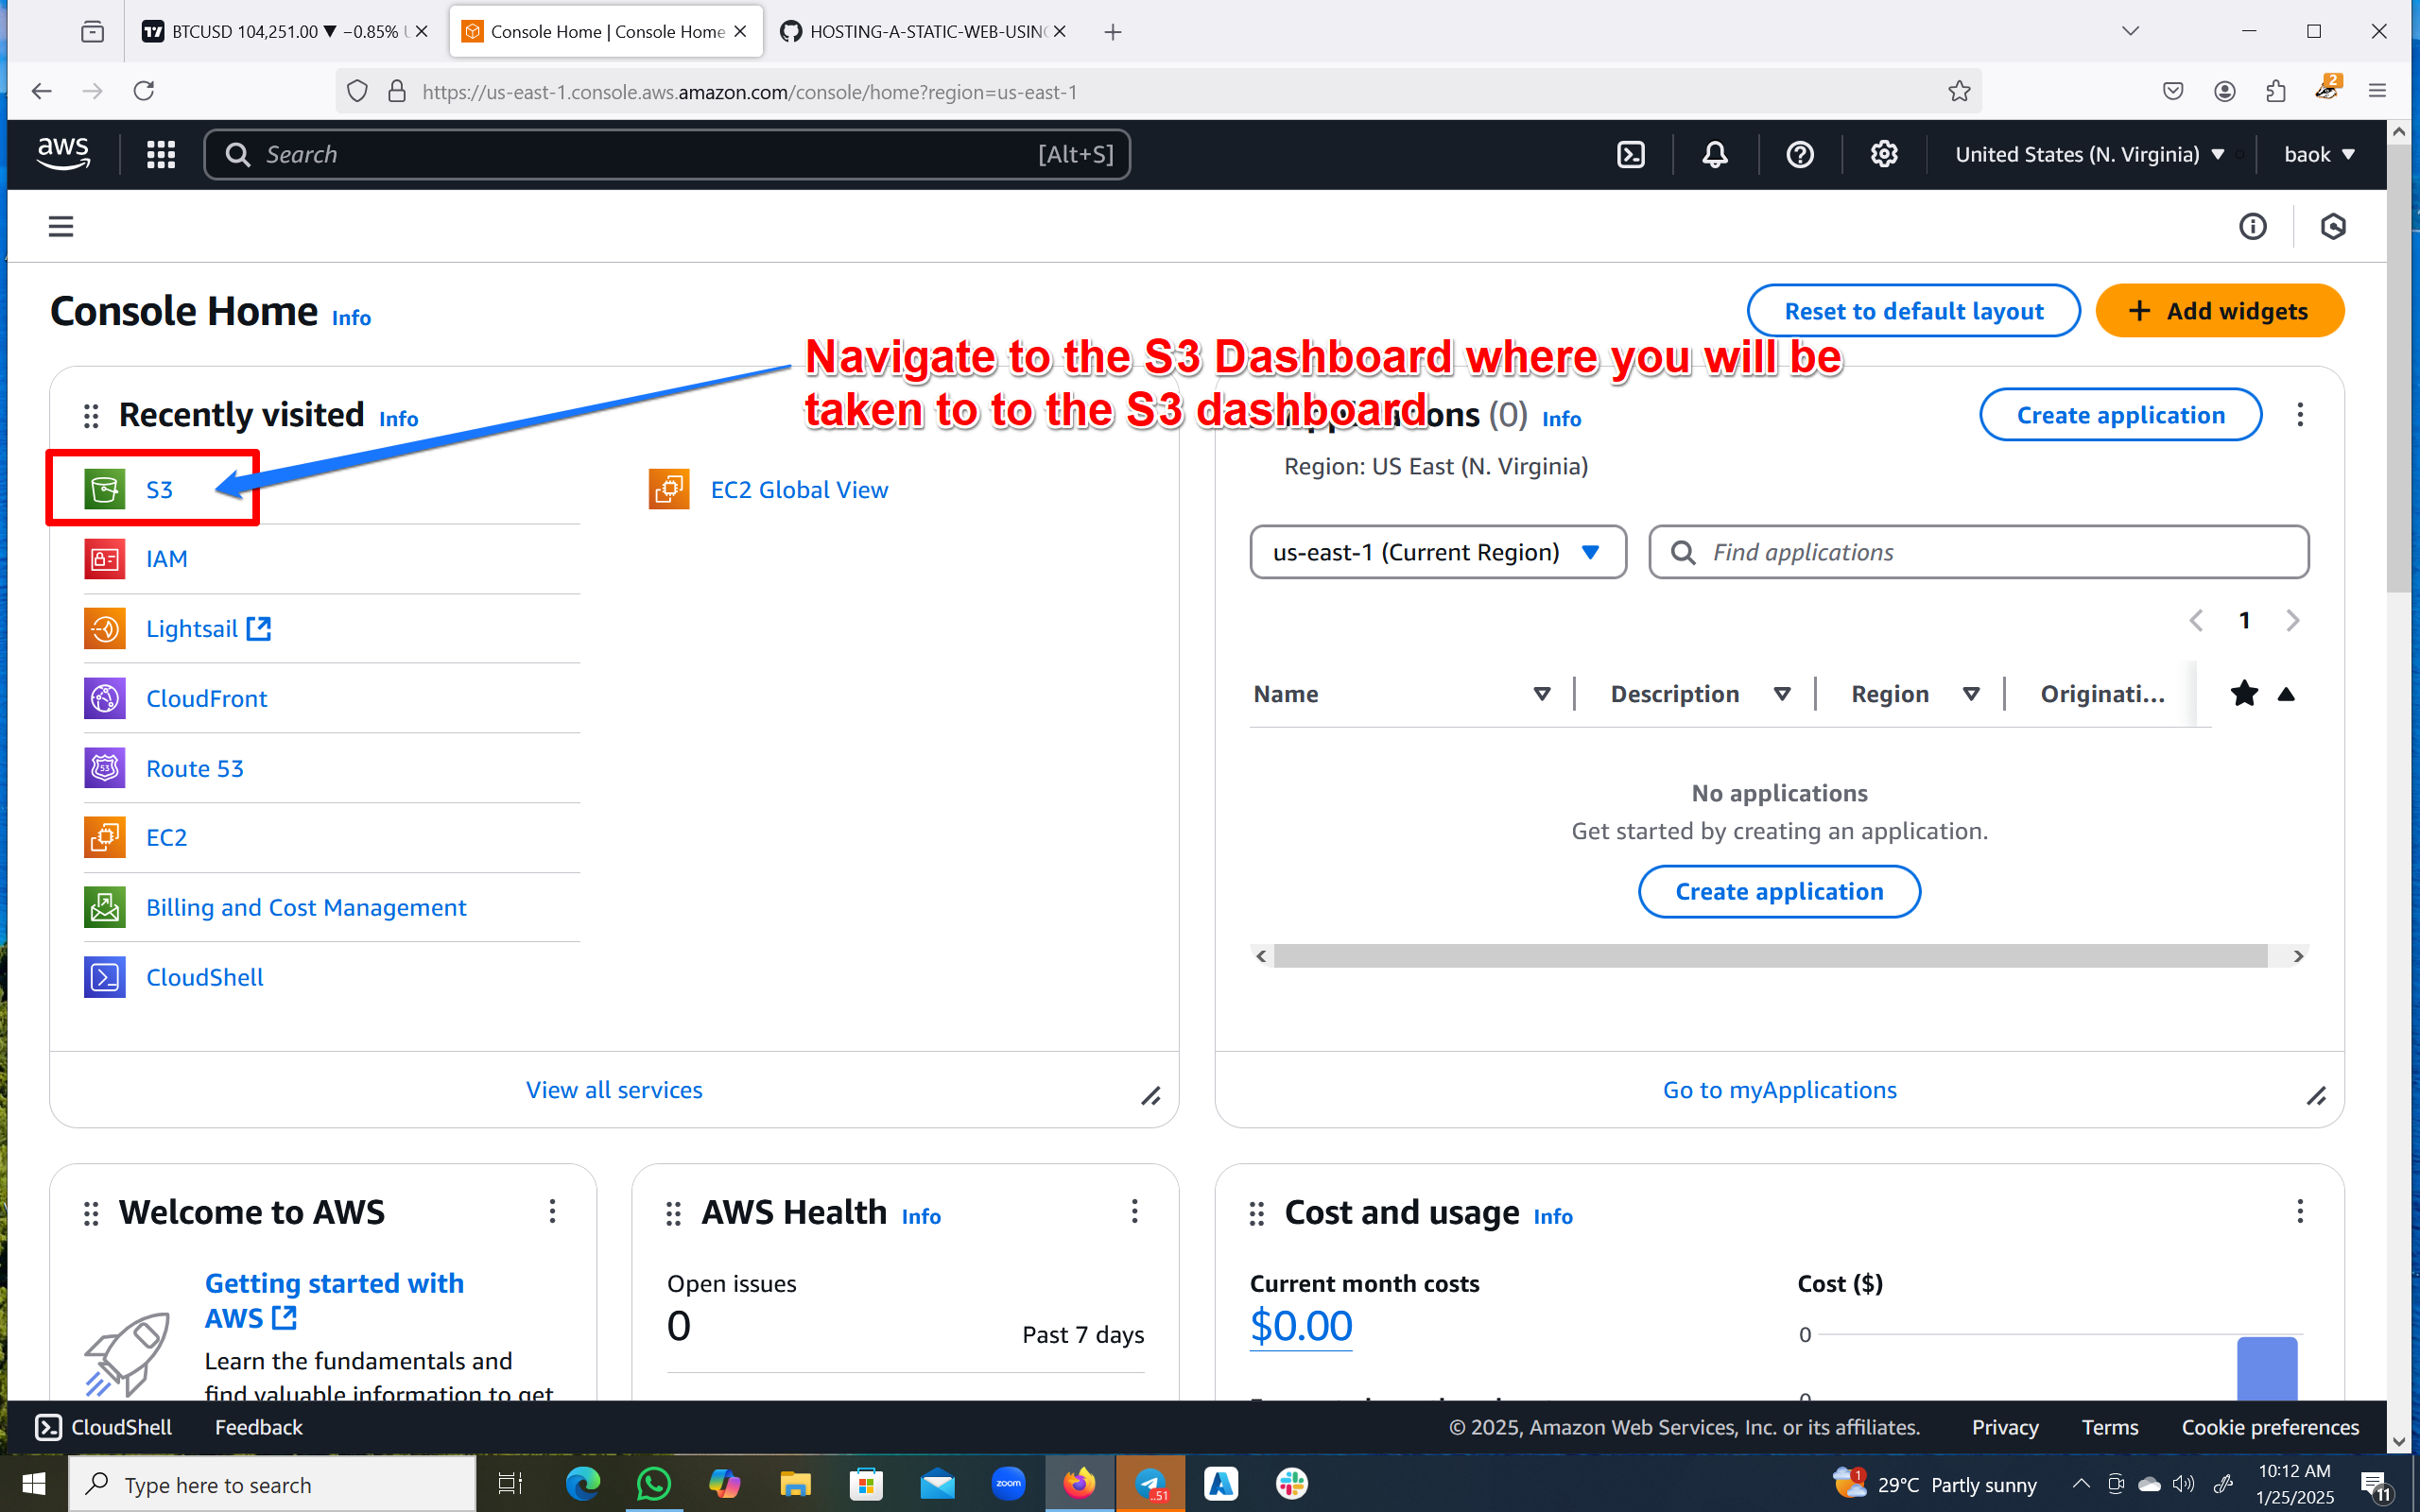 BTCUSD 104,251.00 ▼ −0.85%
Console Home | Console Home
HOSTING-A-STATIC-WEB-USING
https://us-east-1.console.aws.amazon.com/console/home?region=us-east-1
2
aws
Search
[Alt+S]
United States (N. Virginia)
baok
Console Home Info
Reset to default layout
+ Add widgets
Navigate to the S3 Dashboard where you will be
taken to to the S3 dashboard
Recently visited Info
S3
IAM
Lightsail
CloudFront
Route 53
EC2
Billing and Cost Management
CloudShell
EC2 Global View
View all services
(0) Info
Create application
Region: US East (N. Virginia)
us-east-1 (Current Region)
Find applications
1
Name
Description
Region
Originati...
No applications
Get started by creating an application.
Create application
Go to myApplications
Welcome to AWS
Getting started with
AWS
Learn the fundamentals and
find valuable information to get
AWS Health Info
Open issues
0
Past 7 days
Cost and usage Info
Current month costs
$0.00
Cost ($)
0
0
CloudShell
Feedback
© 2025, Amazon Web Services, Inc. or its affiliates.
Privacy
Terms
Cookie preferences
Type here to search
zoom
..51
1
29°C Partly sunny
10:12 AM
1/25/2025
11